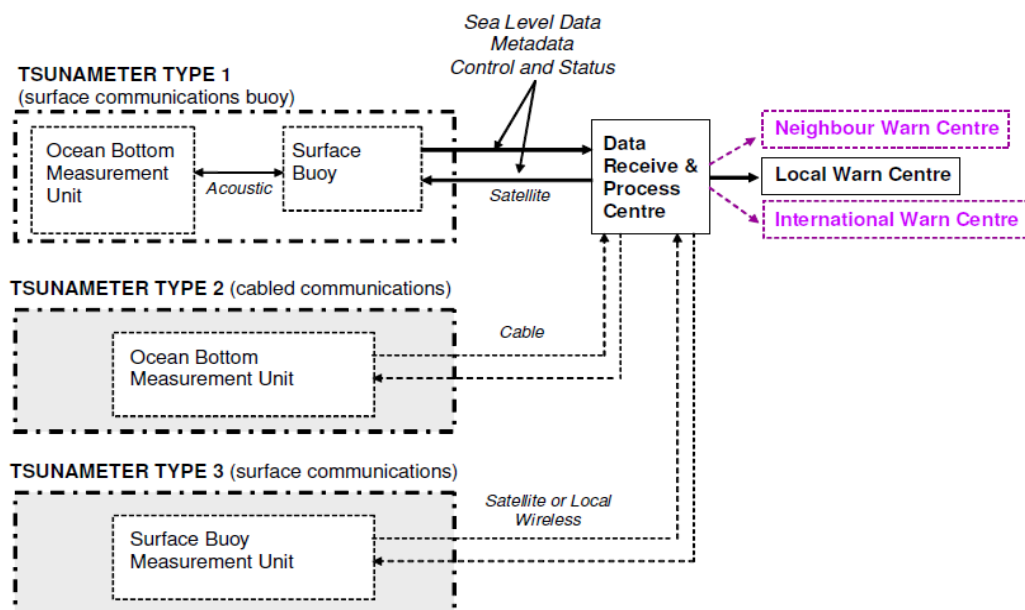 Sea Level Data
Metadata
Control and Status
TSUNAMETER TYPE 1
(surface communications buoy)
Ocean Bottom
Measurement
Unit
Acoustic
Surface
Buoy
Satellite
Data
Receive &
Process
Centre
Neighbour Warn Centre
Local Warn Centre
International Warn Centre
TSUNAMETER TYPE 2 (cabled communications)
Ocean Bottom
Measurement Unit
Cable
TSUNAMETER TYPE 3 (surface communications)
Surface Buoy
Measurement Unit
Satellite or Local
Wireless